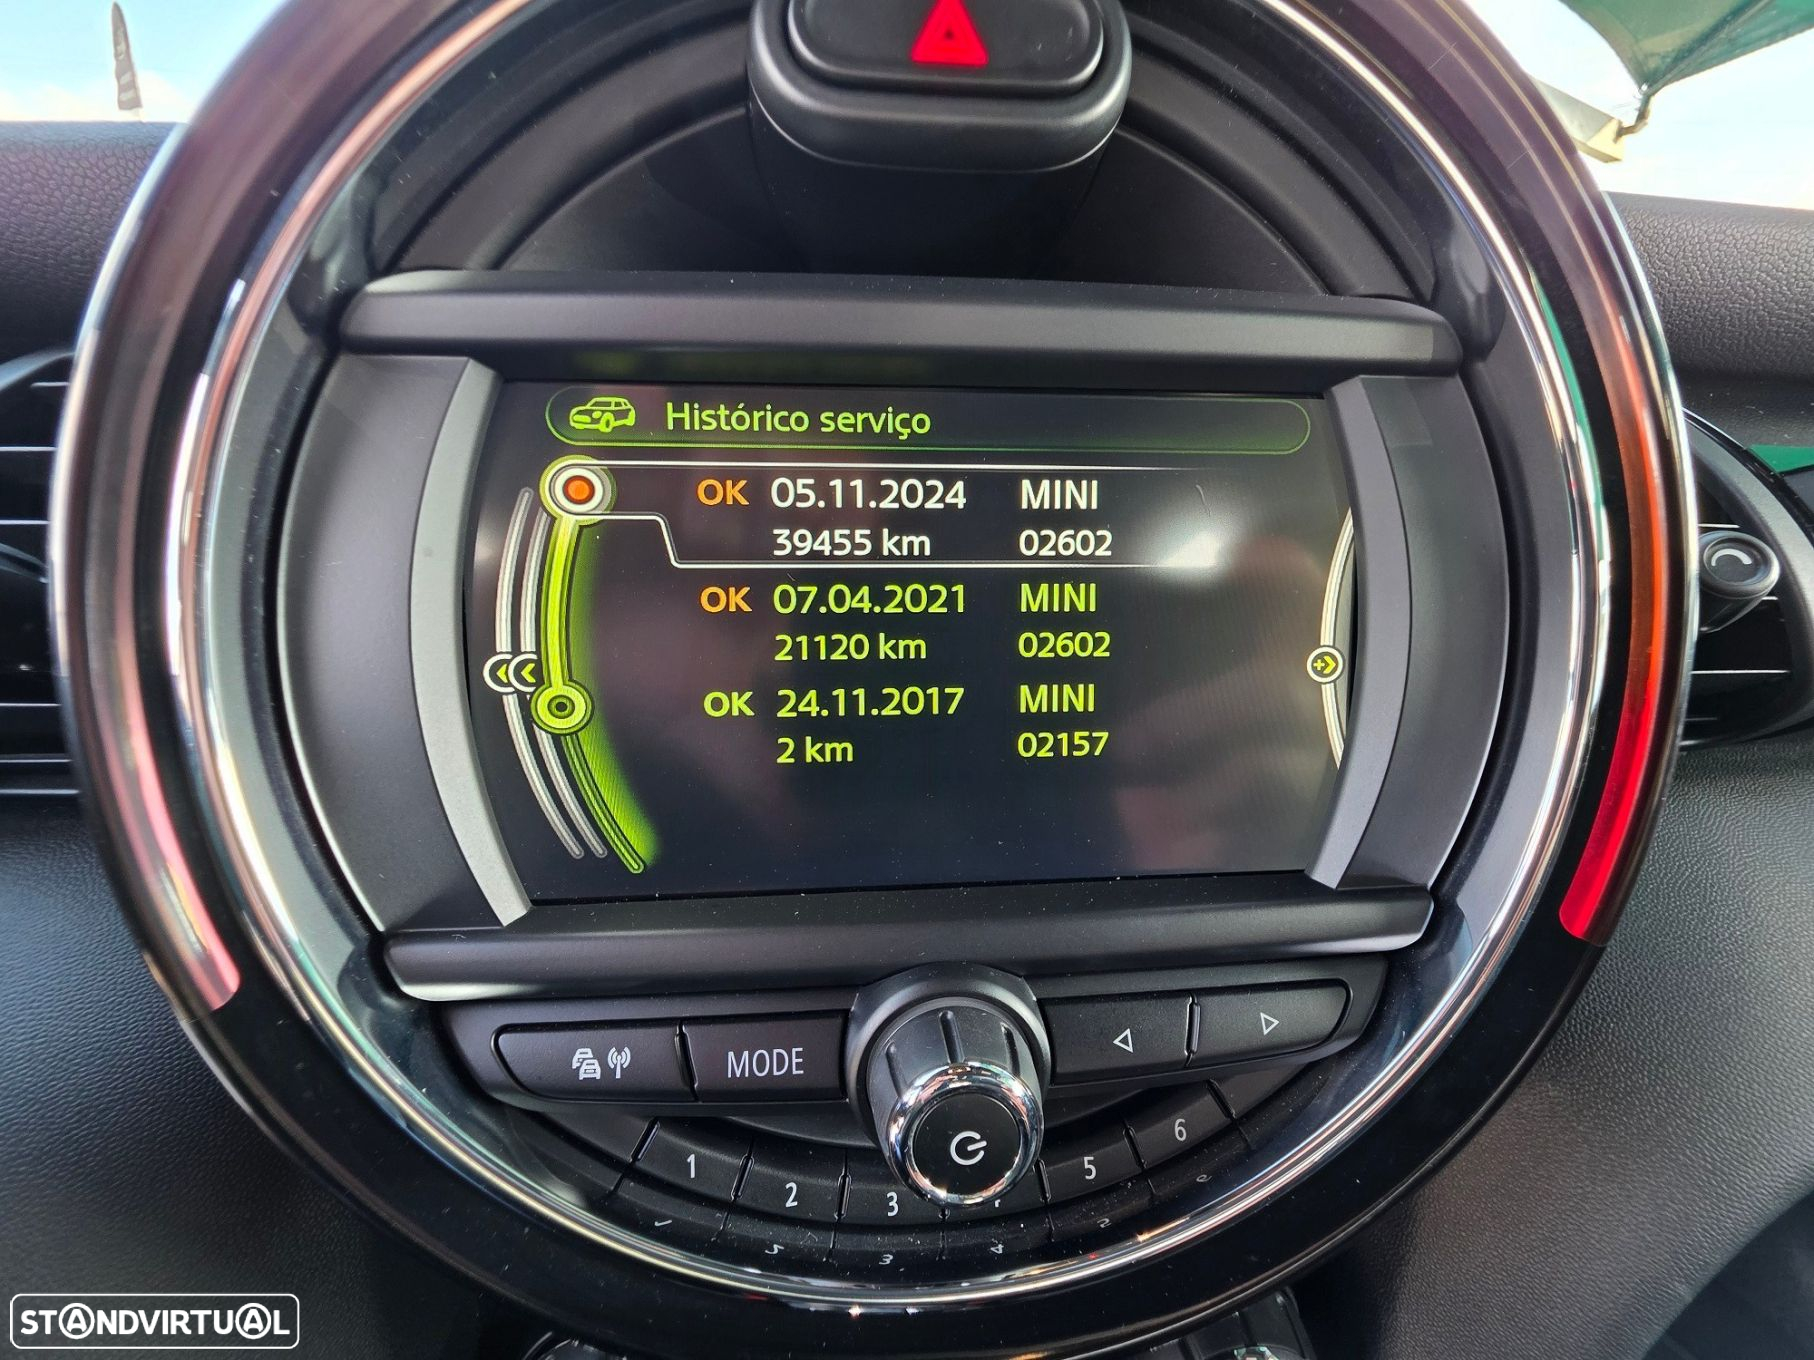 Histórico serviço
OK 05.11.2024 MINI
39455 km 02602
OK 07.04.2021 MINI
21120 km 02602
OK 24.11.2017 MINI
2 km 02157
MODE
1 2 3 5 6
STANDVIRTUAL